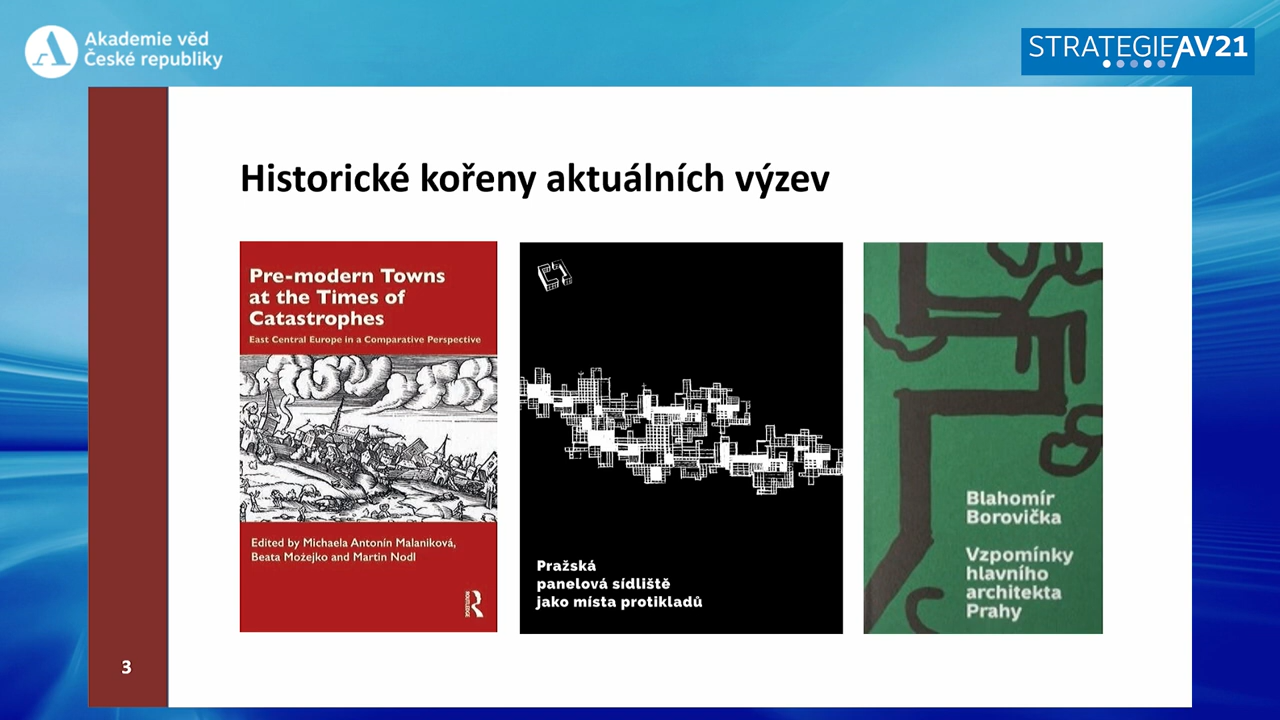 Akademie věd
České republiky
STRATEGIE AV21
Historické kořeny aktuálních výzev
Pre-modern Towns
at the Times of
Catastrophes
East Central Europe in a Comparative Perspective
Edited by Michaela Antonín Malaniková,
Beata Możejko and Martin Nodl
ROUTLEDGE
Pražská
panelová sídliště
jako místa protikladů
Blahomír
Borovička
Vzpomínky
hlavního
architekta
Prahy
3